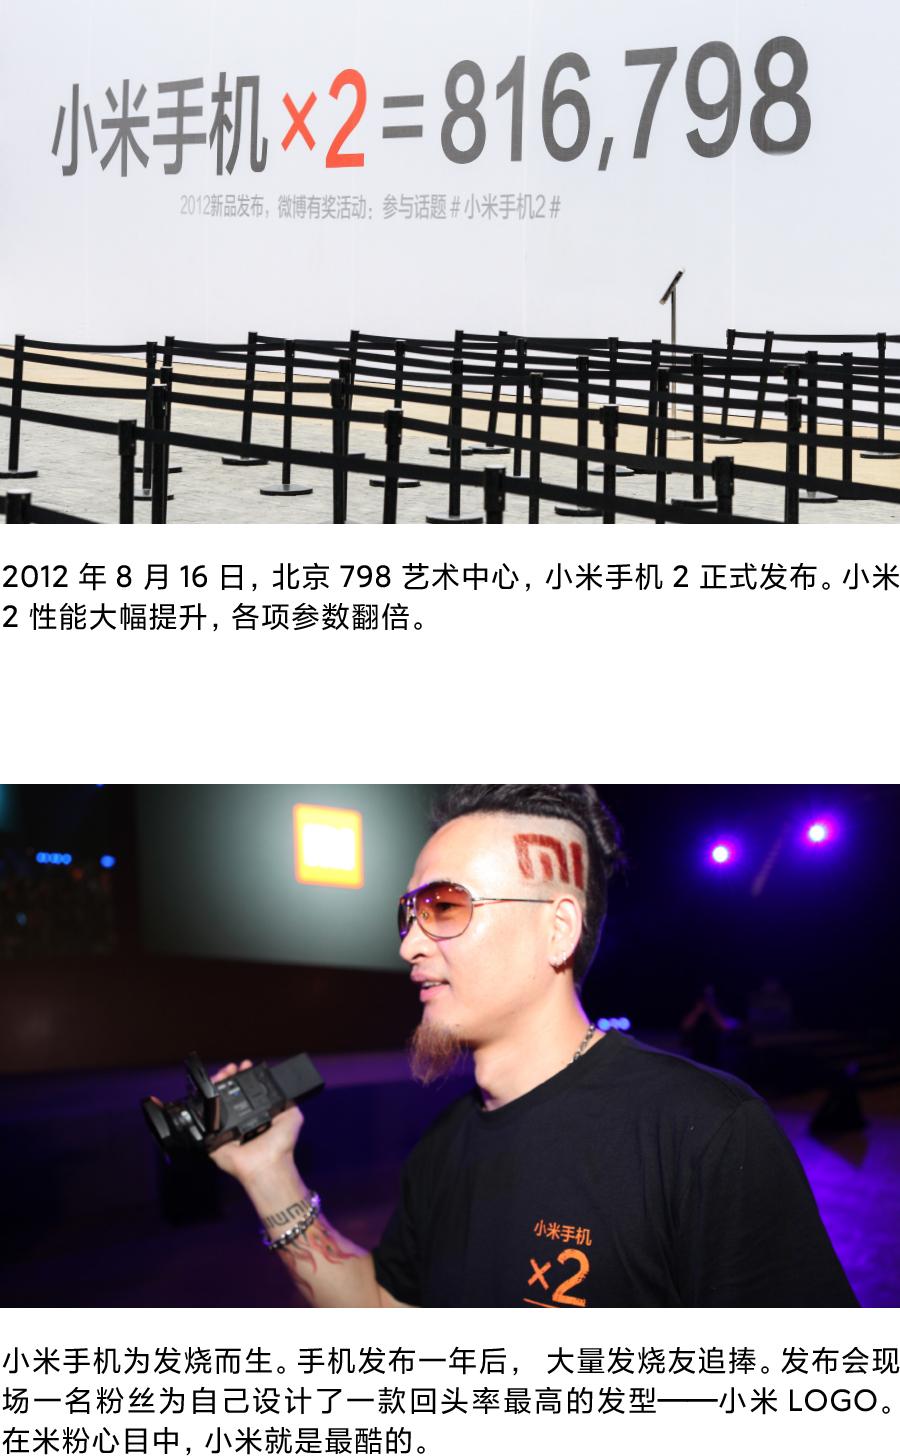 小米手机×2=816,798
2012新品发布，微博有奖活动：参与话题#小米手机2#
2012 年 8 月 16 日，北京 798 艺术中心，小米手机 2 正式发布。小米
2 性能大幅提升，各项参数翻倍。
mi
mi
小米手机
×2
小米手机为发烧而生。手机发布一年后， 大量发烧友追捧。发布会现
场一名粉丝为自己设计了一款回头率最高的发型——小米 LOGO。
在米粉心目中，小米就是最酷的。